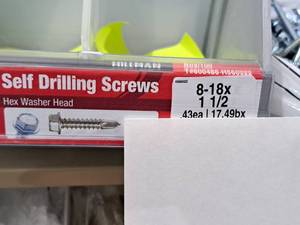 HILLMAN
Self Drilling Screws
Hex Washer Head
8-18x
1 1/2
.43ea | 17.49bx